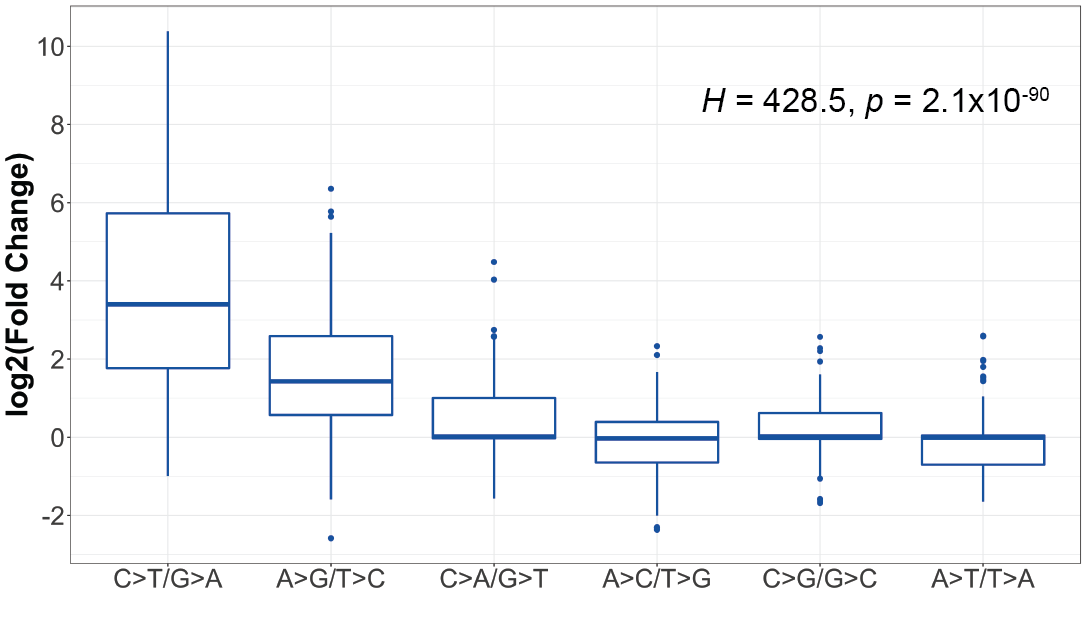 log2(Fold Change)
10
8
6
4
2
0
-2
H = 428.5, p = 2.1x10⁻⁹⁰
C>T/G>A A>G/T>C C>A/G>T A>C/T>G C>G/G>C A>T/T>A